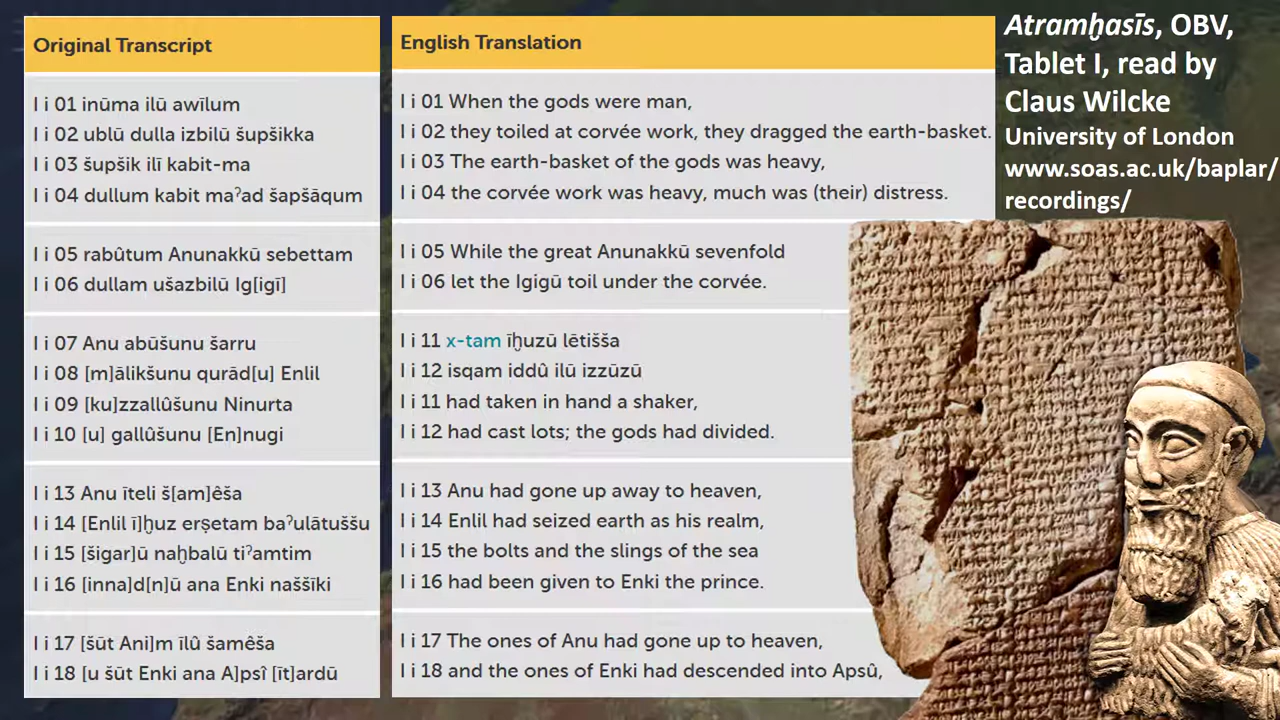 Original Transcript
I i 01 inūma ilū awīlum
I i 02 ublū dulla izbilū šupšikka
I i 03 šupšik ilī kabit-ma
I i 04 dullum kabit maˀad šapšāqum
I i 05 rabûtum Anunakkū sebettam
I i 06 dullam ušazbilū Ig[igī]
I i 07 Anu abūšunu šarru
I i 08 [m]ālikšunu qurād[u] Enlil
I i 09 [ku]zzallûšunu Ninurta
I i 10 [u] gallûšunu [En]nugi
I i 13 Anu īteli š[am]êša
I i 14 [Enlil ī]ḫuz erṣetam baˀulātuššu
I i 15 [šigar]ū naḫbalū tiˀamtim
I i 16 [inna]d[n]ū ana Enki naššīki
I i 17 [šūt Ani]m īlû šamêša
I i 18 [u šūt Enki ana A]psî [īt]ardū
English Translation
I i 01 When the gods were man,
I i 02 they toiled at corvée work, they dragged the earth-basket.
I i 03 The earth-basket of the gods was heavy,
I i 04 the corvée work was heavy, much was (their) distress.
I i 05 While the great Anunakkū sevenfold
I i 06 let the Igigū toil under the corvée.
I i 11 x-tam īḫuzū lētišša
I i 12 isqam iddû ilū izzūzū
I i 11 had taken in hand a shaker,
I i 12 had cast lots; the gods had divided.
I i 13 Anu had gone up away to heaven,
I i 14 Enlil had seized earth as his realm,
I i 15 the bolts and the slings of the sea
I i 16 had been given to Enki the prince.
I i 17 The ones of Anu had gone up to heaven,
I i 18 and the ones of Enki had descended into Apsû,
Atramḫasīs, OBV,
Tablet I, read by
Claus Wilcke
University of London
www.soas.ac.uk/baplar/
recordings/